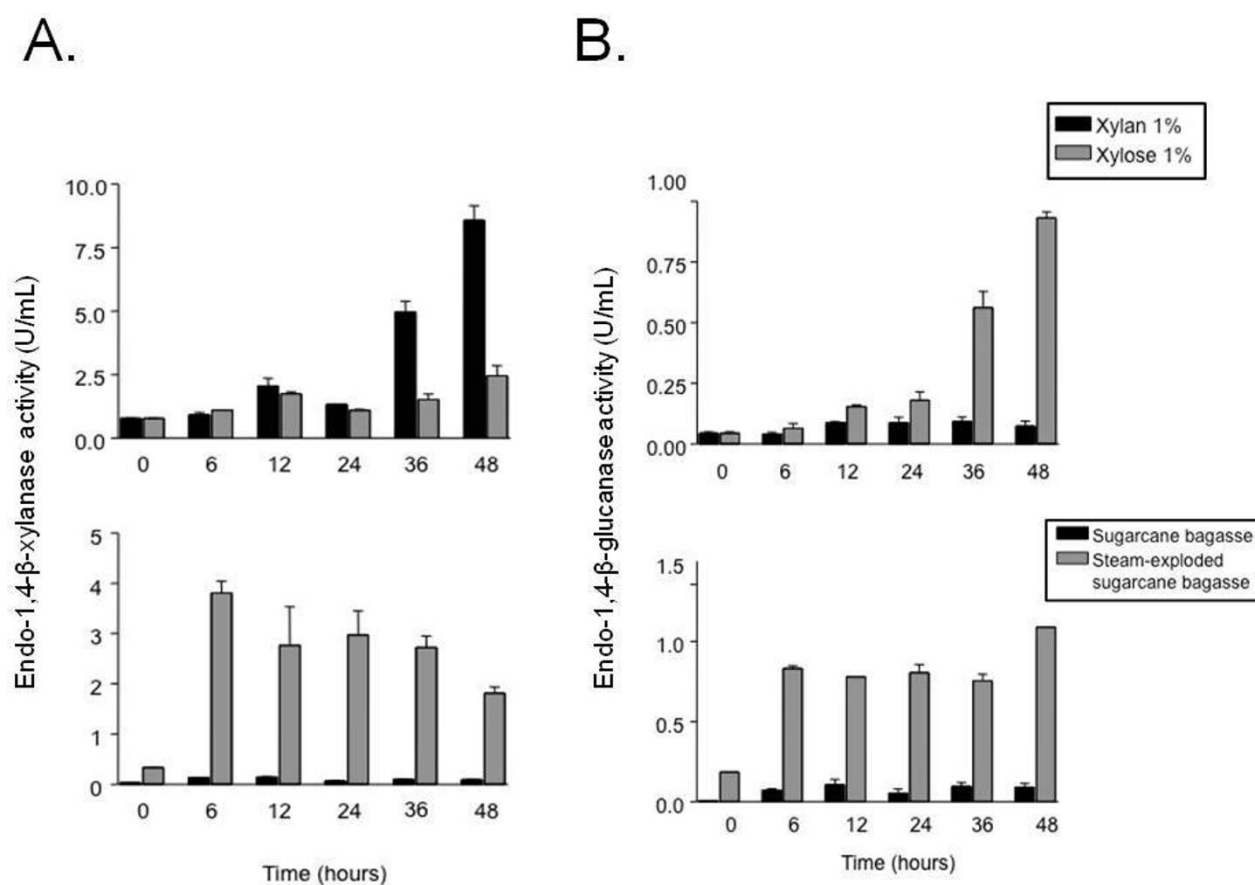 A.
B.
Xylan 1%
Xylose 1%
Endo-1,4-β-xylanase activity (U/mL)
10.0
7.5
5.0
2.5
0.0
0 6 12 24 36 48
5
4
3
2
1
0
0 6 12 24 36 48
Time (hours)
Endo-1,4-β-glucanase activity (U/mL)
1.00
0.75
0.50
0.25
0.00
0 6 12 24 36 48
Sugarcane bagasse
Steam-exploded
sugarcane bagasse
1.5
1.0
0.5
0.0
0 6 12 24 36 48
Time (hours)